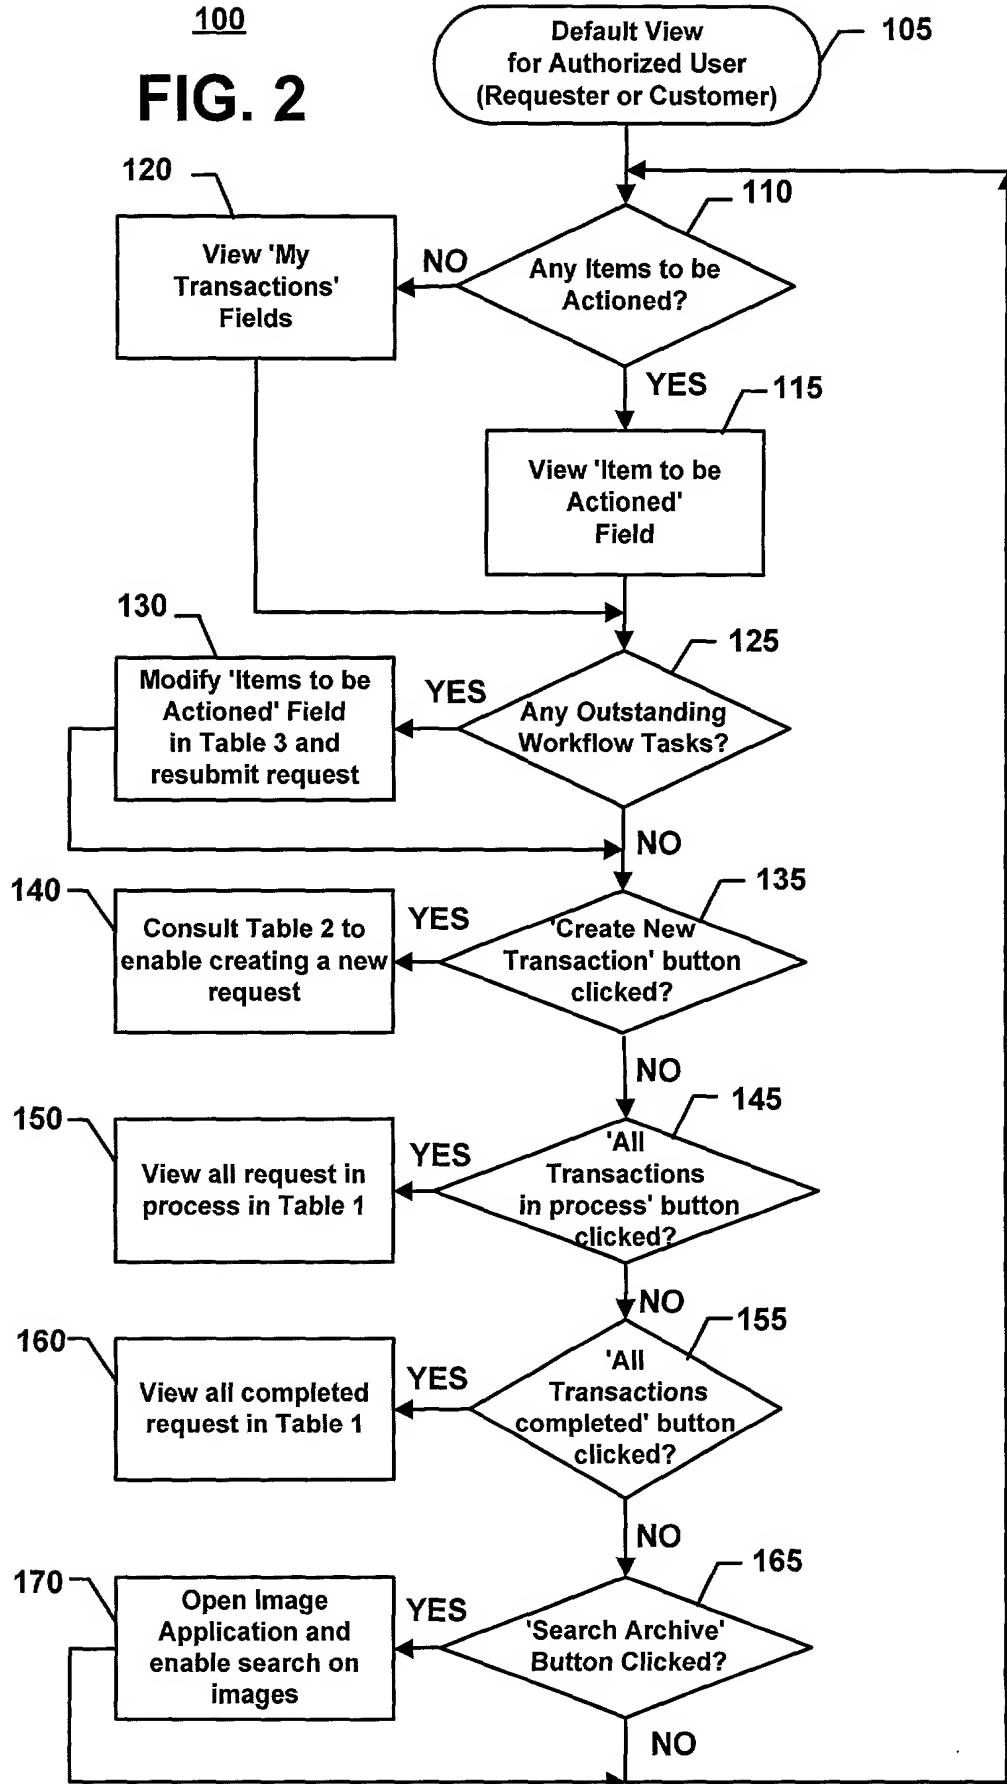 100
FIG. 2
Default View
for Authorized User
(Requester or Customer)
105
120
110
View 'My
Transactions'
Fields
NO
Any Items to be
Actioned?
YES
115
View 'Item to be
Actioned'
Field
130
125
Modify 'Items to be
Actioned' Field
in Table 3 and
resubmit request
YES
Any Outstanding
Workflow Tasks?
NO
140
135
Consult Table 2 to
enable creating a new
request
YES
'Create New
Transaction' button
clicked?
NO
150
145
View all request in
process in Table 1
YES
'All
Transactions
in process' button
clicked?
NO
160
155
View all completed
request in Table 1
YES
'All
Transactions
completed' button
clicked?
NO
170
165
Open Image
Application and
enable search on
images
YES
'Search Archive'
Button Clicked?
NO